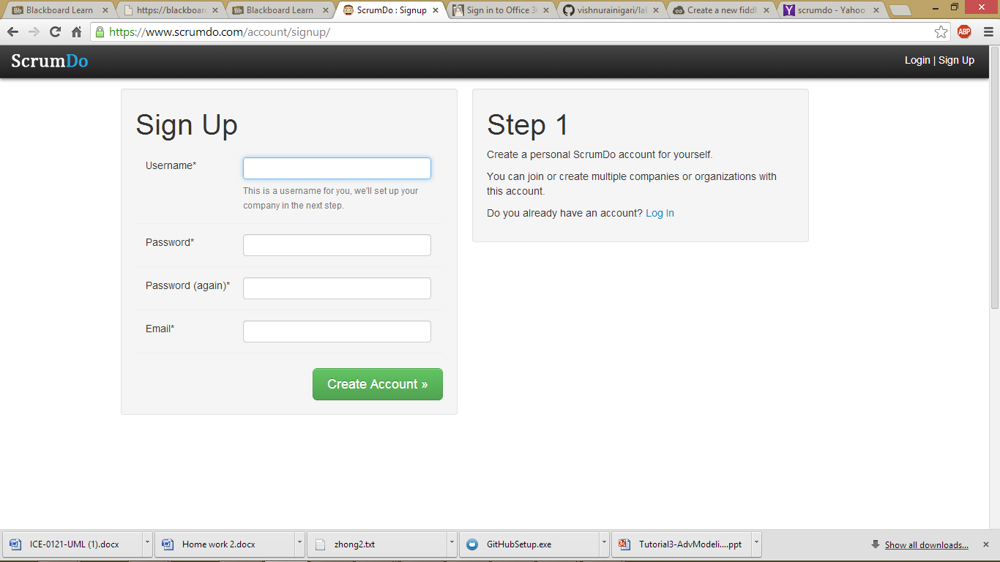 Blackboard Learn
https://blackboar
Blackboard Learn
ScrumDo : Signup
Sign in to Office 36
vishnurainigari/lal
Create a new fiddl
scrumdo - Yahoo
https://www.scrumdo.com/account/signup/
ABP
ScrumDo
Login | Sign Up
Sign Up
Username*
This is a username for you, we'll set up your
company in the next step.
Password*
Password (again)*
Email*
Create Account »
Step 1
Create a personal ScrumDo account for yourself.
You can join or create multiple companies or organizations with
this account.
Do you already have an account? Log In
ICE-0121-UML (1).docx
Home work 2.docx
zhong2.txt
GitHubSetup.exe
Tutorial3-AdvModeli....ppt
Show all downloads...